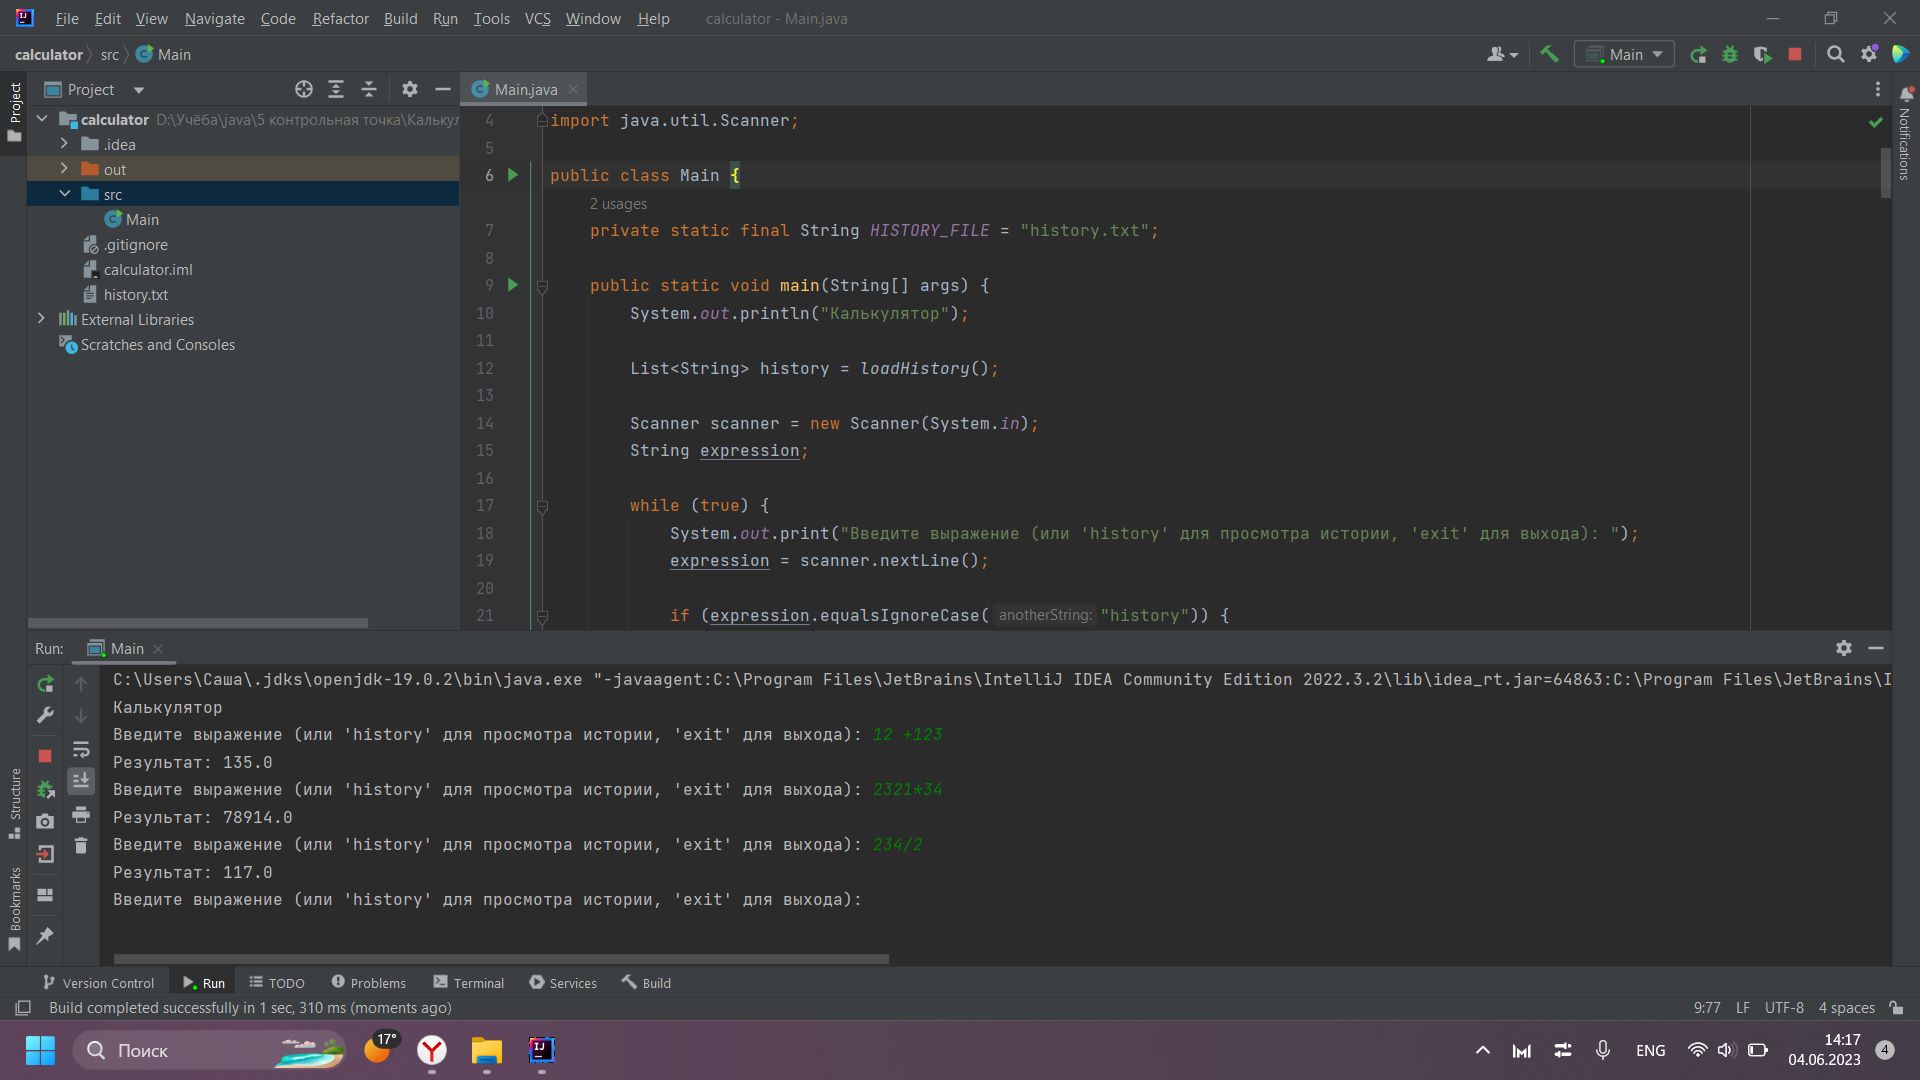 File Edit View Navigate Code Refactor Build Run Tools VCS Window Help calculator - Main.java
calculator src Main
Main
Project
Main.java
calculator D:\Учёба\java\5 контрольная точка\Калькул
.idea
out
src
Main
.gitignore
calculator.iml
history.txt
External Libraries
Scratches and Consoles
4 import java.util.Scanner;
5
6 public class Main {
2 usages
7 private static final String HISTORY_FILE = "history.txt";
8
9 public static void main(String[] args) {
10 System.out.println("Калькулятор");
11
12 List<String> history = loadHistory();
13
14 Scanner scanner = new Scanner(System.in);
15 String expression;
16
17 while (true) {
18 System.out.print("Введите выражение (или 'history' для просмотра истории, 'exit' для выхода): ");
19 expression = scanner.nextLine();
20
21 if (expression.equalsIgnoreCase( anotherString: "history")) {
Project
Notifications
Structure
Bookmarks
Run: Main
C:\Users\Саша\.jdks\openjdk-19.0.2\bin\java.exe "-javaagent:C:\Program Files\JetBrains\IntelliJ IDEA Community Edition 2022.3.2\lib\idea_rt.jar=64863:C:\Program Files\JetBrains\I
Калькулятор
Введите выражение (или 'history' для просмотра истории, 'exit' для выхода): 12 +123
Результат: 135.0
Введите выражение (или 'history' для просмотра истории, 'exit' для выхода): 2321*34
Результат: 78914.0
Введите выражение (или 'history' для просмотра истории, 'exit' для выхода): 234/2
Результат: 117.0
Введите выражение (или 'history' для просмотра истории, 'exit' для выхода):
Version Control Run TODO Problems Terminal Services Build
Build completed successfully in 1 sec, 310 ms (moments ago)
9:77 LF UTF-8 4 spaces
Поиск
17°
ENG
14:17
04.06.2023
4